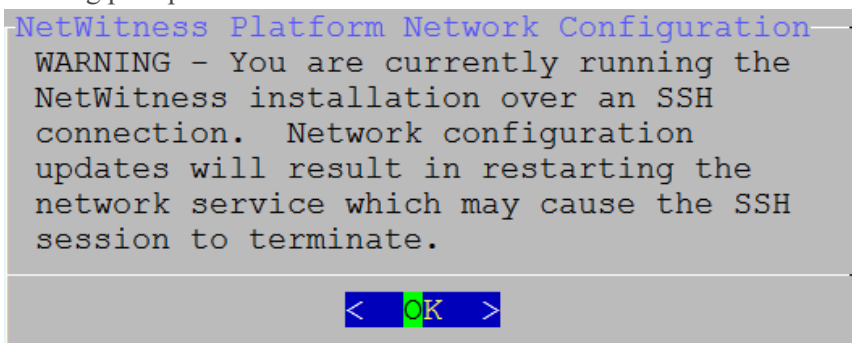 NetWitness Platform Network Configuration
WARNING - You are currently running the
NetWitness installation over an SSH
connection.  Network configuration
updates will result in restarting the
network service which may cause the SSH
session to terminate.
<  OK  >